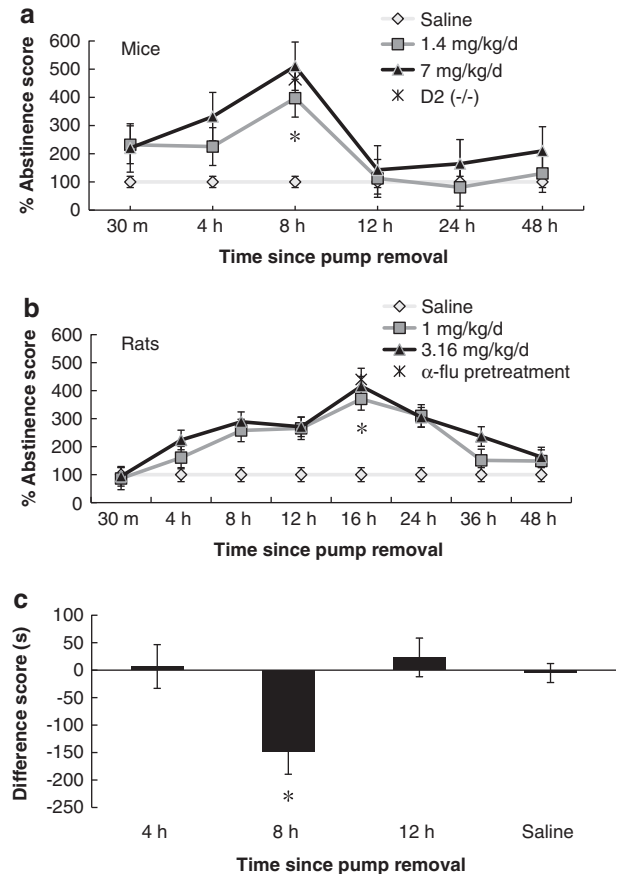 a
Mice
Saline
1.4 mg/kg/d
7 mg/kg/d
D2 (-/-)
% Abstinence score
600
500
400
300
200
100
0
30 m 4 h 8 h 12 h 24 h 48 h
*
Time since pump removal
b
Rats
Saline
1 mg/kg/d
3.16 mg/kg/d
α-flu pretreatment
% Abstinence score
600
500
400
300
200
100
0
30 m 4 h 8 h 12 h 16 h 24 h 36 h 48 h
*
Time since pump removal
c
Difference score (s)
100
50
0
-50
-100
-150
-200
-250
*
4 h 8 h 12 h Saline
Time since pump removal